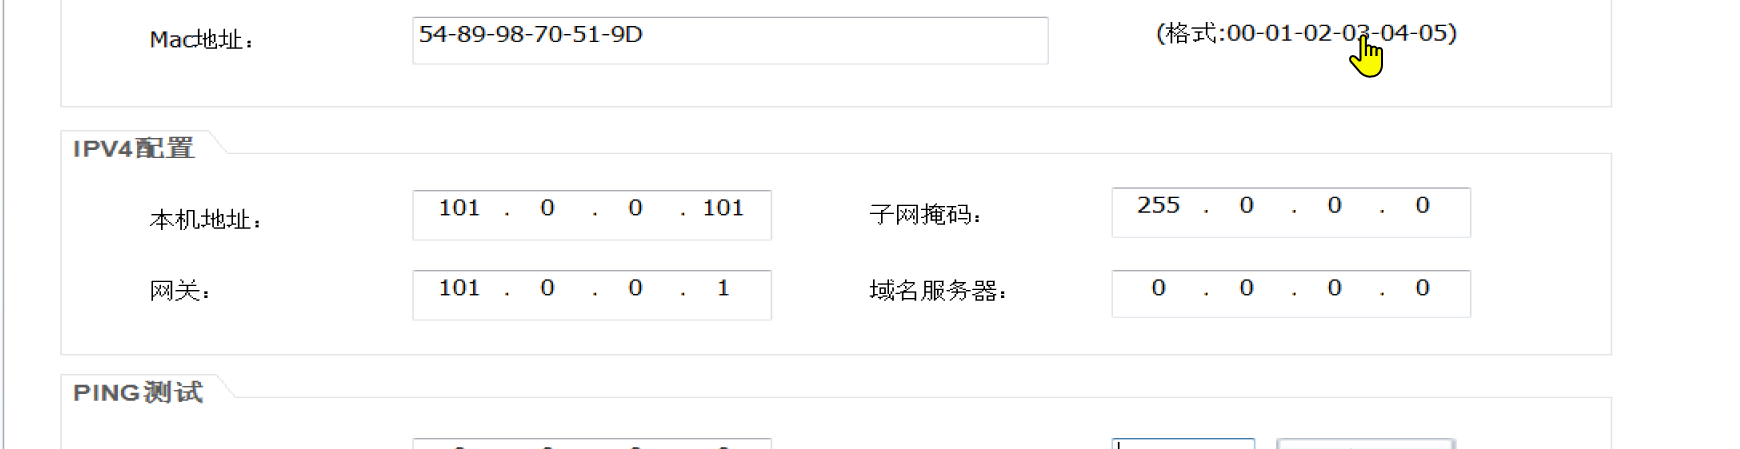 Mac地址： 54-89-98-70-51-9D (格式:00-01-02-03-04-05)
IPV4配置
本机地址： 101 . 0 . 0 . 101 子网掩码： 255 . 0 . 0 . 0
网关： 101 . 0 . 0 . 1 域名服务器： 0 . 0 . 0 . 0
PING测试